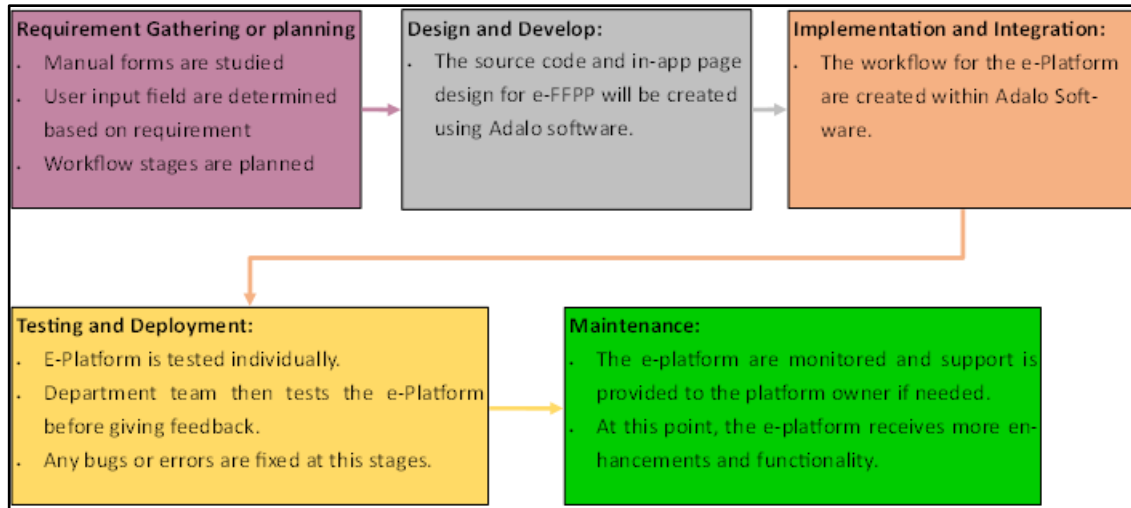 Requirement Gathering or planning
. Manual forms are studied
. User input field are determined
based on requirement
. Workflow stages are planned
Design and Develop:
. The source code and in-app page
design for e-FFPP will be created
using Adalo software.
Implementation and Integration:
. The workflow for the e-Platform
are created within Adalo Soft-
ware.
Testing and Deployment:
. E-Platform is tested individually.
. Department team then tests the e-Platform
before giving feedback.
. Any bugs or errors are fixed at this stages.
Maintenance:
. The e-platform are monitored and support is
provided to the platform owner if needed.
. At this point, the e-platform receives more en-
hancements and functionality.